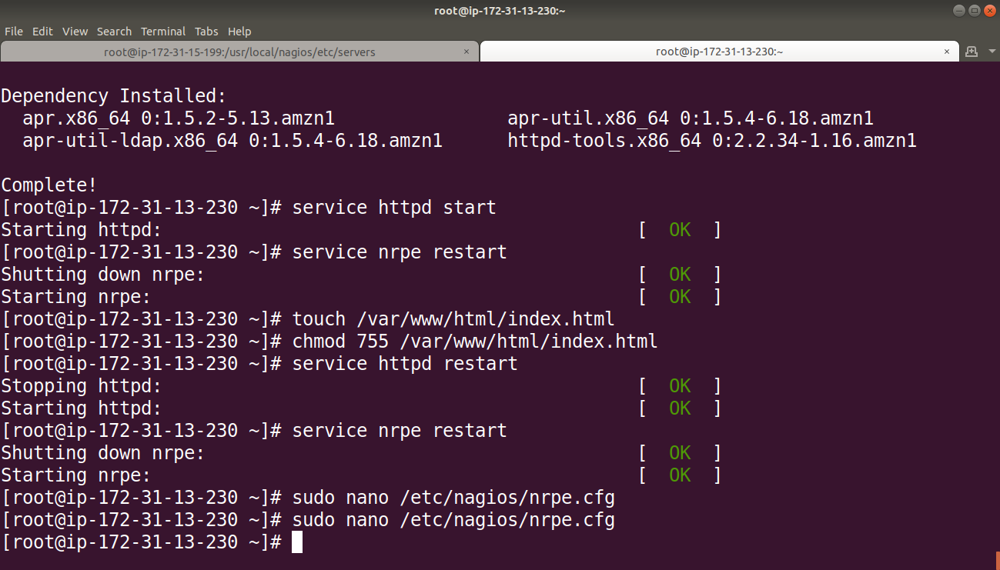 root@ip-172-31-13-230:~
File Edit View Search Terminal Tabs Help
root@ip-172-31-15-199:/usr/local/nagios/etc/servers × root@ip-172-31-13-230:~ ×
Dependency Installed:
  apr.x86_64 0:1.5.2-5.13.amzn1                apr-util.x86_64 0:1.5.4-6.18.amzn1
  apr-util-ldap.x86_64 0:1.5.4-6.18.amzn1      httpd-tools.x86_64 0:2.2.34-1.16.amzn1
Complete!
[root@ip-172-31-13-230 ~]# service httpd start
Starting httpd:                                            [  OK  ]
[root@ip-172-31-13-230 ~]# service nrpe restart
Shutting down nrpe:                                        [  OK  ]
Starting nrpe:                                             [  OK  ]
[root@ip-172-31-13-230 ~]# touch /var/www/html/index.html
[root@ip-172-31-13-230 ~]# chmod 755 /var/www/html/index.html
[root@ip-172-31-13-230 ~]# service httpd restart
Stopping httpd:                                            [  OK  ]
Starting httpd:                                            [  OK  ]
[root@ip-172-31-13-230 ~]# service nrpe restart
Shutting down nrpe:                                        [  OK  ]
Starting nrpe:                                             [  OK  ]
[root@ip-172-31-13-230 ~]# sudo nano /etc/nagios/nrpe.cfg
[root@ip-172-31-13-230 ~]# sudo nano /etc/nagios/nrpe.cfg
[root@ip-172-31-13-230 ~]#